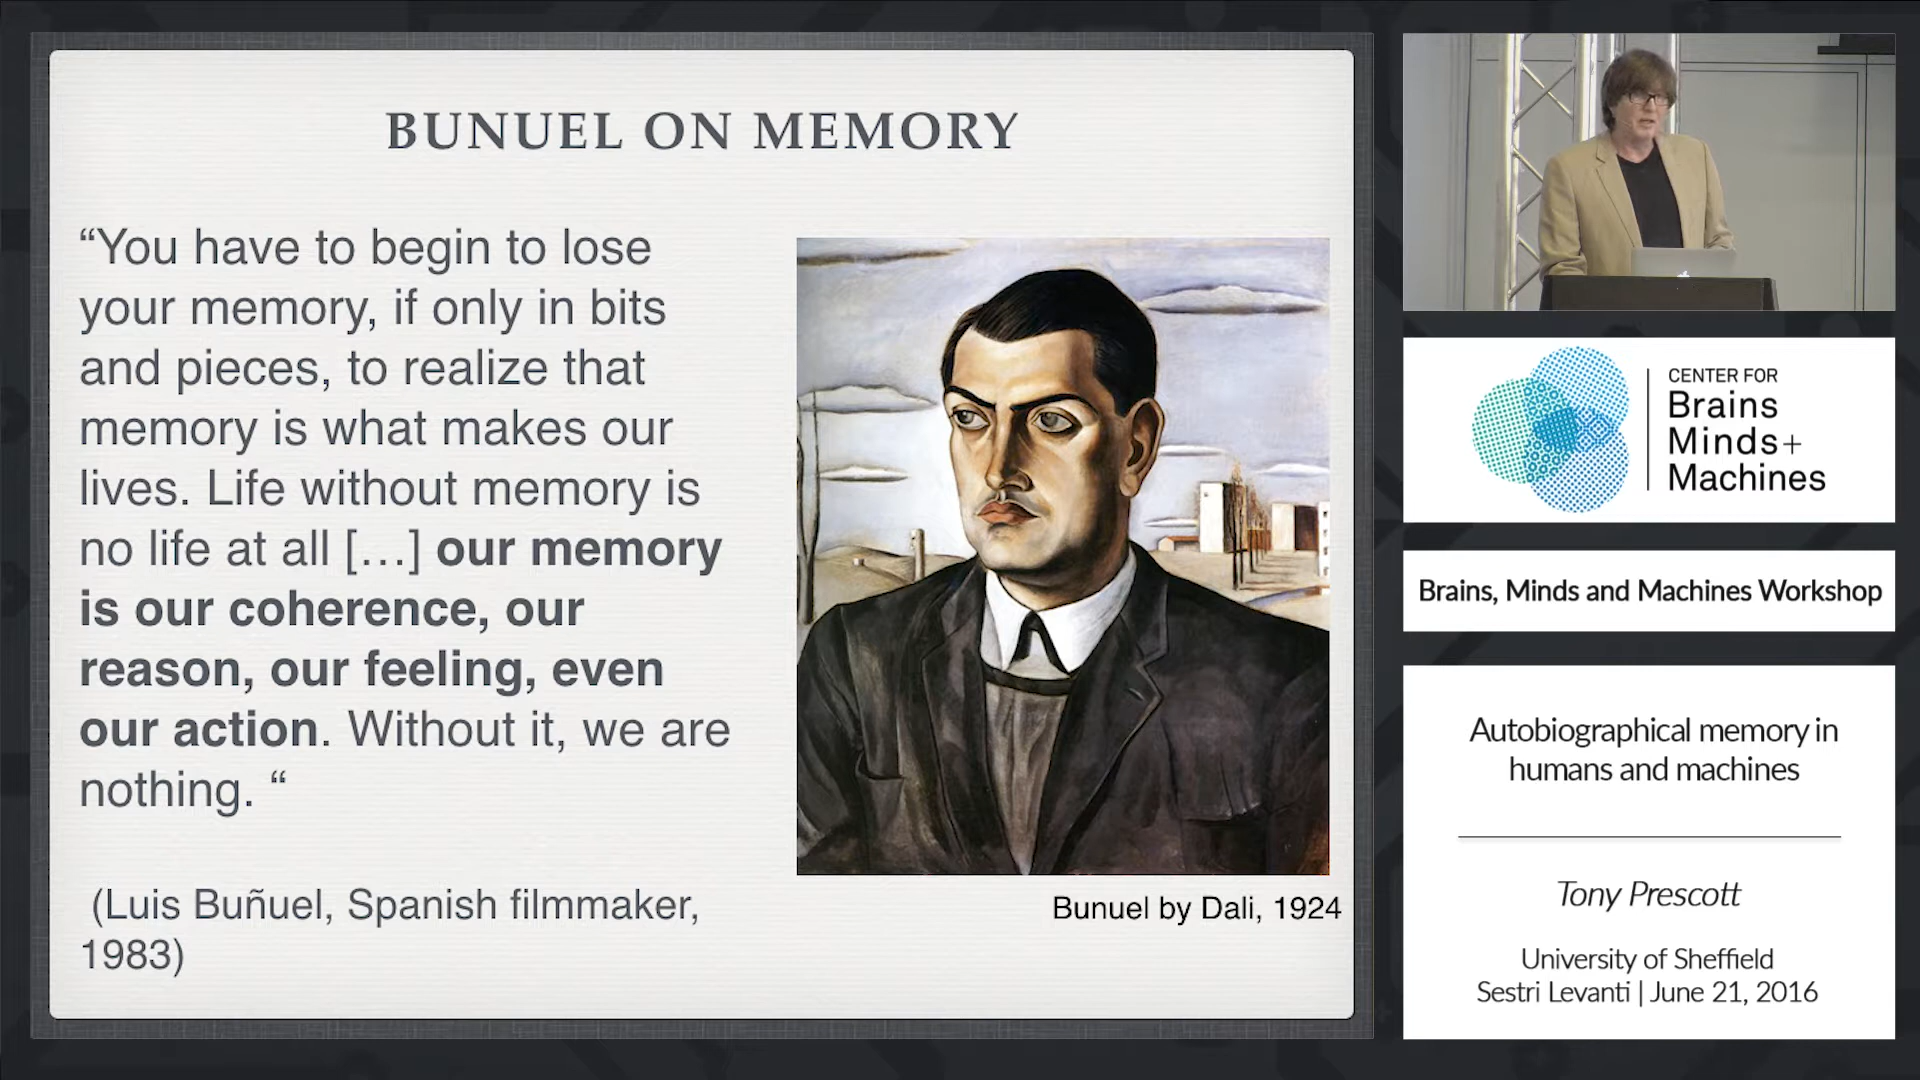 BUNUEL ON MEMORY
“You have to begin to lose
your memory, if only in bits
and pieces, to realize that
memory is what makes our
lives. Life without memory is
no life at all […] our memory
is our coherence, our
reason, our feeling, even
our action. Without it, we are
nothing. “
(Luis Buñuel, Spanish filmmaker,
1983)
Bunuel by Dali, 1924
CENTER FOR
Brains
Minds+
Machines
Brains, Minds and Machines Workshop
Autobiographical memory in
humans and machines
Tony Prescott
University of Sheffield
Sestri Levanti | June 21, 2016